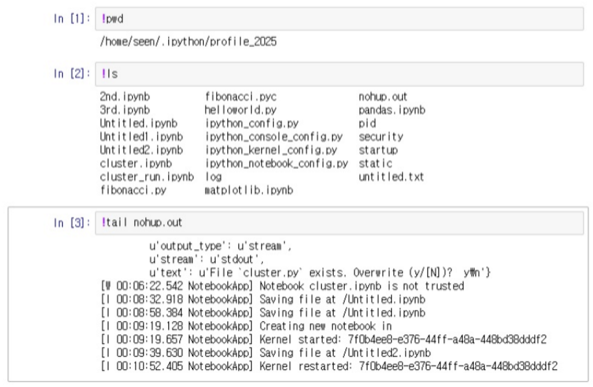 In [1]: !pwd
/home/seen/.ipython/profile_2025
In [2]: !ls
2nd.ipynb fibonacci.pyc nohup.out
3rd.ipynb helloworld.py pandas.ipynb
Untitled.ipynb ipython_config.py pid
Untitled1.ipynb ipython_console_config.py security
Untitled2.ipynb ipython_kernel_config.py startup
cluster.ipynb ipython_notebook_config.py static
cluster_run.ipynb log untitled.txt
fibonacci.py matplotlib.ipynb
In [3]: !tail nohup.out
u'output_type': u'stream',
u'stream': u'stdout',
u'text': u'File `cluster.py` exists. Overwrite (y/[N])?  y₩n'}
[W 00:06:22.542 NotebookApp] Notebook cluster.ipynb is not trusted
[I 00:08:32.918 NotebookApp] Saving file at /Untitled.ipynb
[I 00:08:58.384 NotebookApp] Saving file at /Untitled.ipynb
[I 00:09:19.128 NotebookApp] Creating new notebook in
[I 00:09:19.657 NotebookApp] Kernel started: 7f0b4ee8-e376-44ff-a48a-448bd38dddf2
[I 00:09:39.630 NotebookApp] Saving file at /Untitled2.ipynb
[I 00:10:52.405 NotebookApp] Kernel restarted: 7f0b4ee8-e376-44ff-a48a-448bd38dddf2